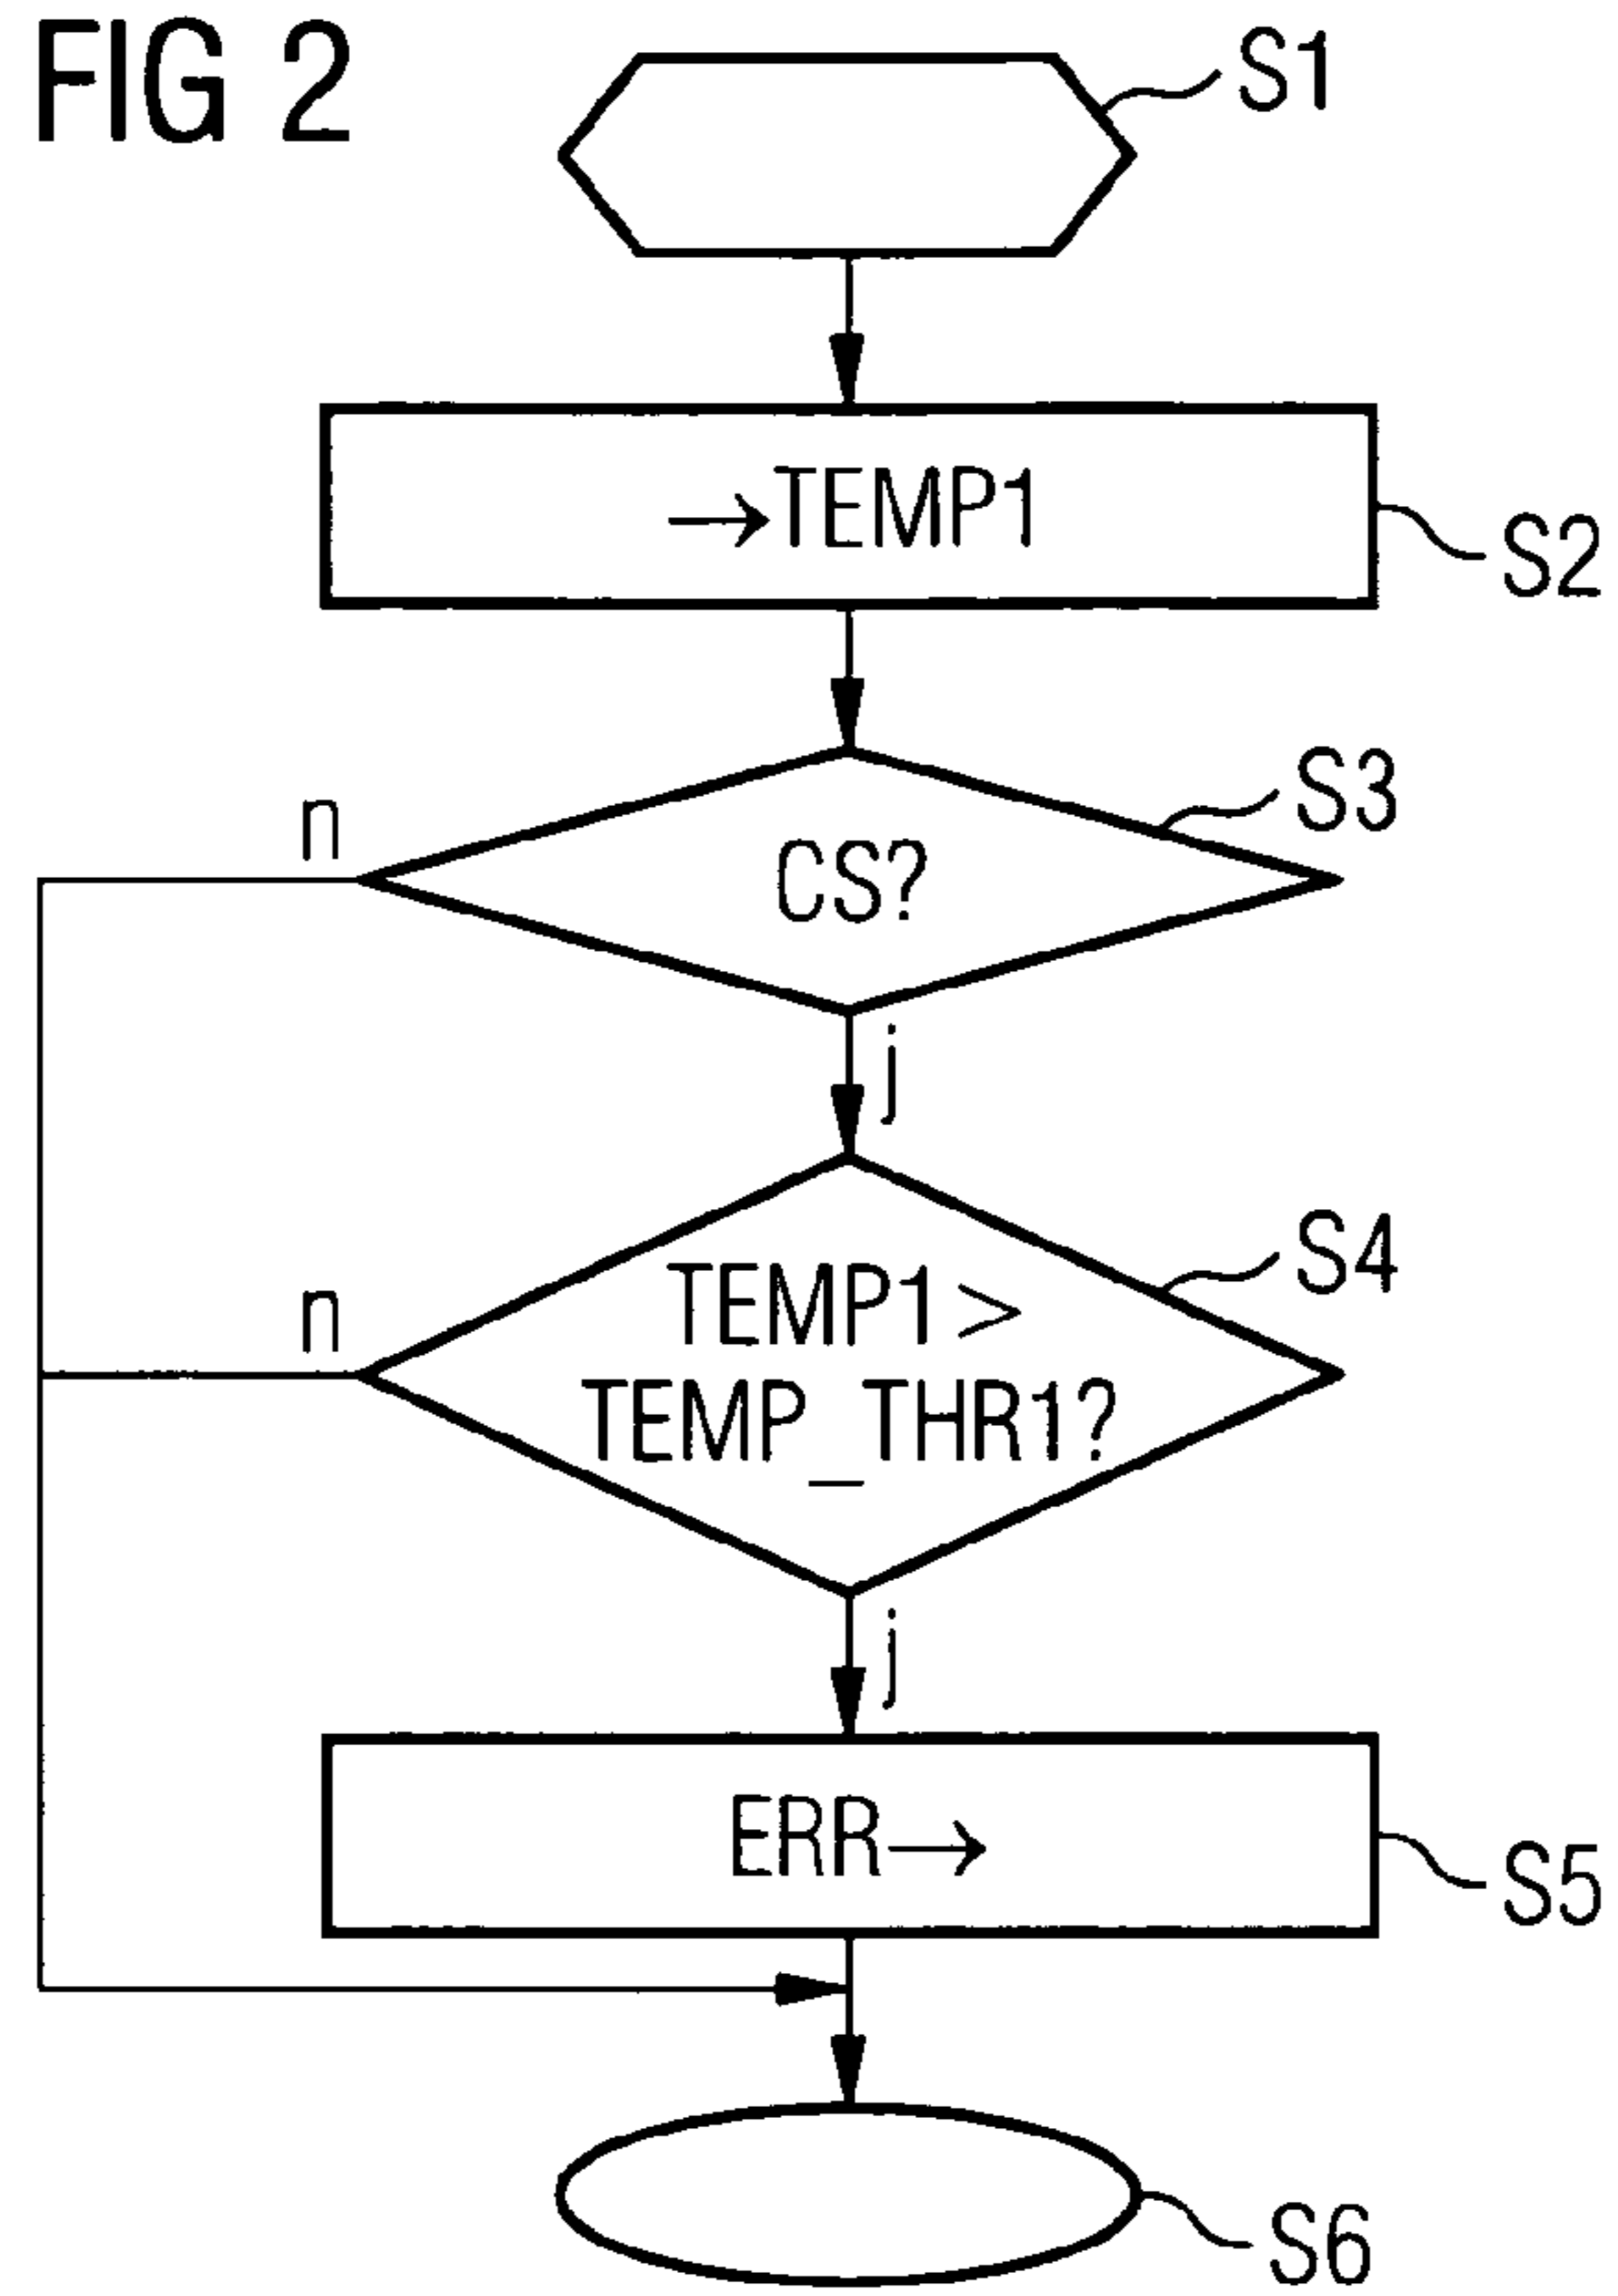 FIG 2
S1
→TEMP1
S2
S3
n
CS?
j
S4
n
TEMP1>
TEMP_THR1?
j
ERR→
S5
S6